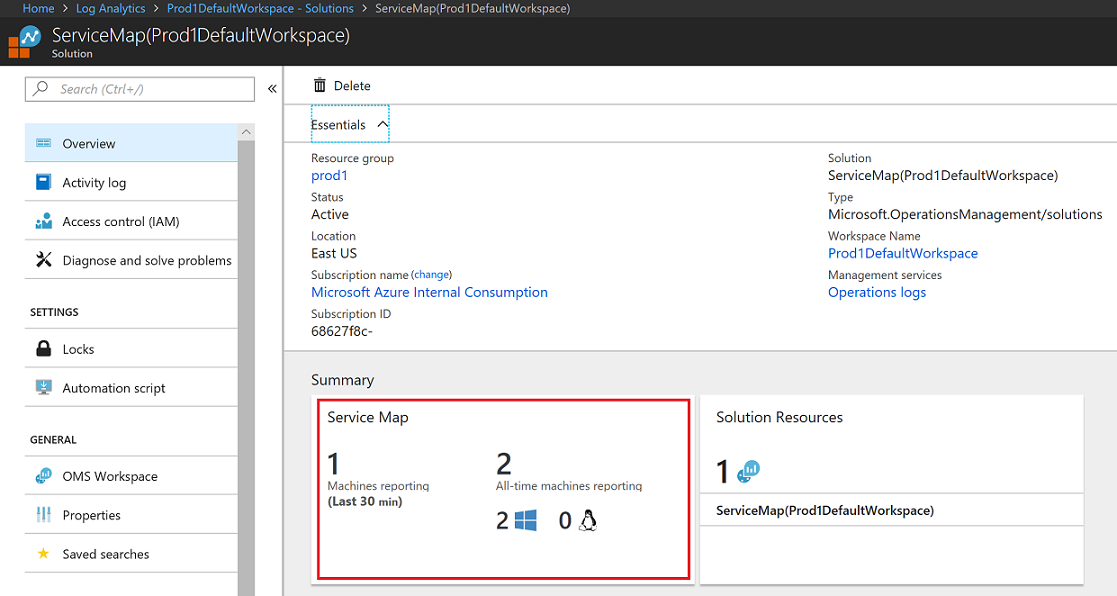 Home > Log Analytics > Prod1DefaultWorkspace - Solutions > ServiceMap(Prod1DefaultWorkspace)
ServiceMap(Prod1DefaultWorkspace)
Solution
Search (Ctrl+/)
«
Overview
Activity log
Access control (IAM)
Diagnose and solve problems
SETTINGS
Locks
Automation script
GENERAL
OMS Workspace
Properties
Saved searches
Delete
Essentials
Resource group
prod1
Status
Active
Location
East US
Subscription name (change)
Microsoft Azure Internal Consumption
Subscription ID
68627f8c-
Solution
ServiceMap(Prod1DefaultWorkspace)
Type
Microsoft.OperationsManagement/solutions
Workspace Name
Prod1DefaultWorkspace
Management services
Operations logs
Summary
Service Map
1
Machines reporting
(Last 30 min)
2
All-time machines reporting
2 0
Solution Resources
1
ServiceMap(Prod1DefaultWorkspace)